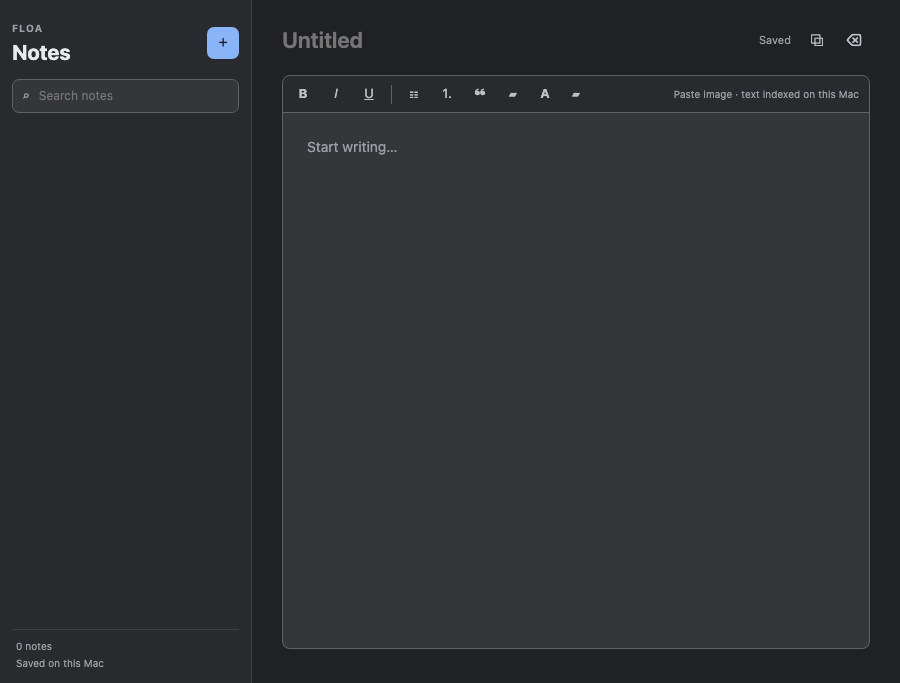 FLOA
Notes
+
Search notes
0 notes
Saved on this Mac
Untitled
Saved
B I U 1. ❝ A Paste image · text indexed on this Mac
Start writing...